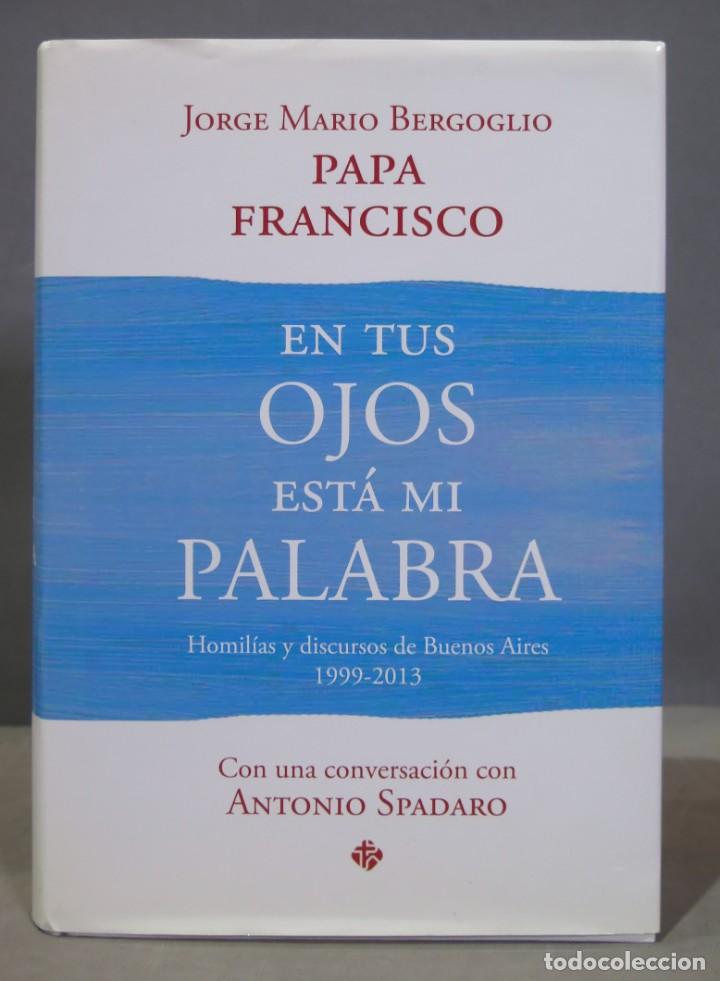 Jorge Mario Bergoglio
PAPA
FRANCISCO
EN TUS
OJOS
ESTÁ MI
PALABRA
Homilías y discursos de Buenos Aires
1999-2013
Con una conversación con
Antonio Spadaro
todocoleccion